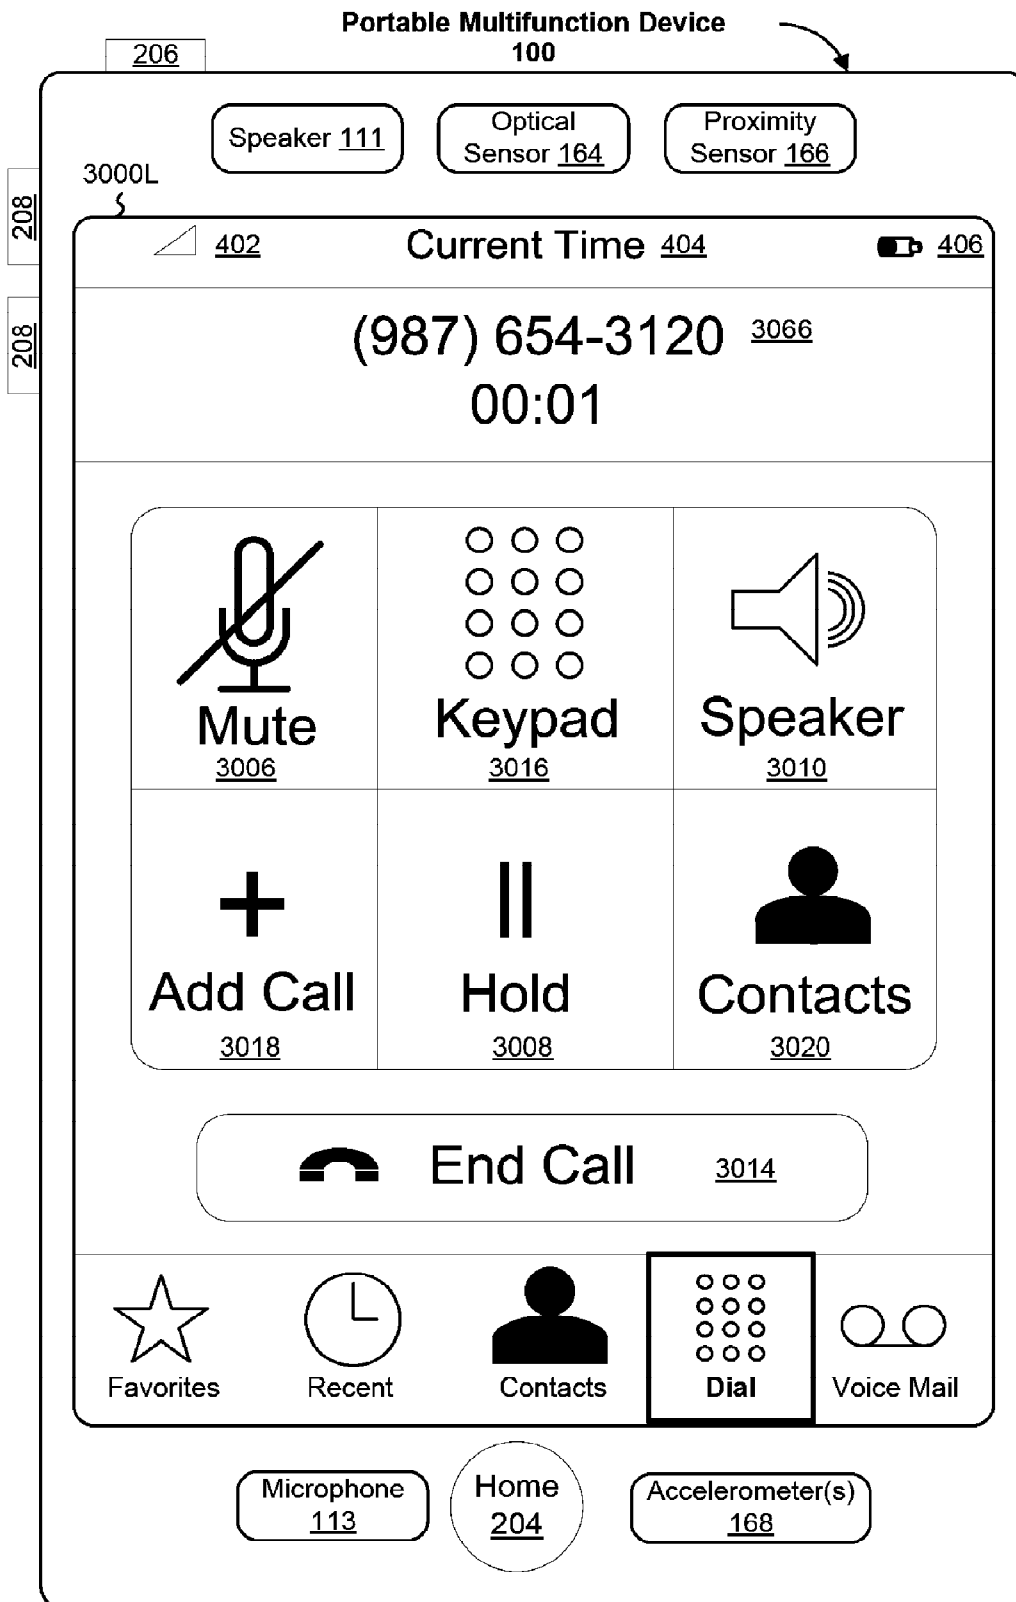 Portable Multifunction Device
100
206
Speaker 111
Optical
Sensor 164
Proximity
Sensor 166
3000L
208
208
402
Current Time 404
406
(987) 654-3120 3066
00:01
Mute
3006
Keypad
3016
Speaker
3010
Add Call
3018
Hold
3008
Contacts
3020
End Call 3014
Favorites
Recent
Contacts
Dial
Voice Mail
Microphone
113
Home
204
Accelerometer(s)
168